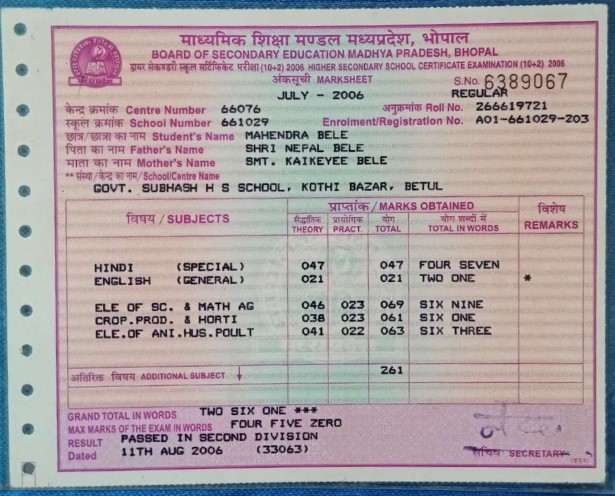 माध्यमिक शिक्षा मण्डल मध्यप्रदेश, भोपाल
BOARD OF SECONDARY EDUCATION MADHYA PRADESH, BHOPAL
हायर सेकण्डरी स्कूल सर्टिफिकेट परीक्षा (10+2) 2006 HIGHER SECONDARY SCHOOL CERTIFICATE EXAMINATION (10+2) 2006
अंकसूची MARKSHEET S.No. 6389067
JULY - 2006 REGULAR
केन्द्र क्रमांक Centre Number 66076 अनुक्रमांक Roll No. 266619721
स्कूल क्रमांक School Number 661029 Enrolment/Registration No. A01-661029-203
छात्र/छात्रा का नाम Student's Name MAHENDRA BELE
पिता का नाम Father's Name SHRI NEPAL BELE
माता का नाम Mother's Name SMT. KAIKEYEE BELE
** संस्था/केन्द्र का नाम/School/Centre Name
GOVT. SUBHASH H S SCHOOL, KOTHI BAZAR, BETUL
विषय / SUBJECTS प्राप्तांक / MARKS OBTAINED विशेष REMARKS
सैद्धांतिक THEORY प्रायोगिक PRACT. योग TOTAL योग शब्दों में TOTAL IN WORDS
HINDI (SPECIAL) 047 047 FOUR SEVEN
ENGLISH (GENERAL) 021 021 TWO ONE *
ELE OF SC. & MATH AG 046 023 069 SIX NINE
CROP.PROD. & HORTI 038 023 061 SIX ONE
ELE.OF ANI.HUS.POULT 041 022 063 SIX THREE
अतिरिक्त विषय ADDITIONAL SUBJECT ↓ 261
GRAND TOTAL IN WORDS TWO SIX ONE ***
MAX MARKS OF THE EXAM IN WORDS FOUR FIVE ZERO
RESULT PASSED IN SECOND DIVISION
Dated 11TH AUG 2006 (33063) सचिव SECRETARY